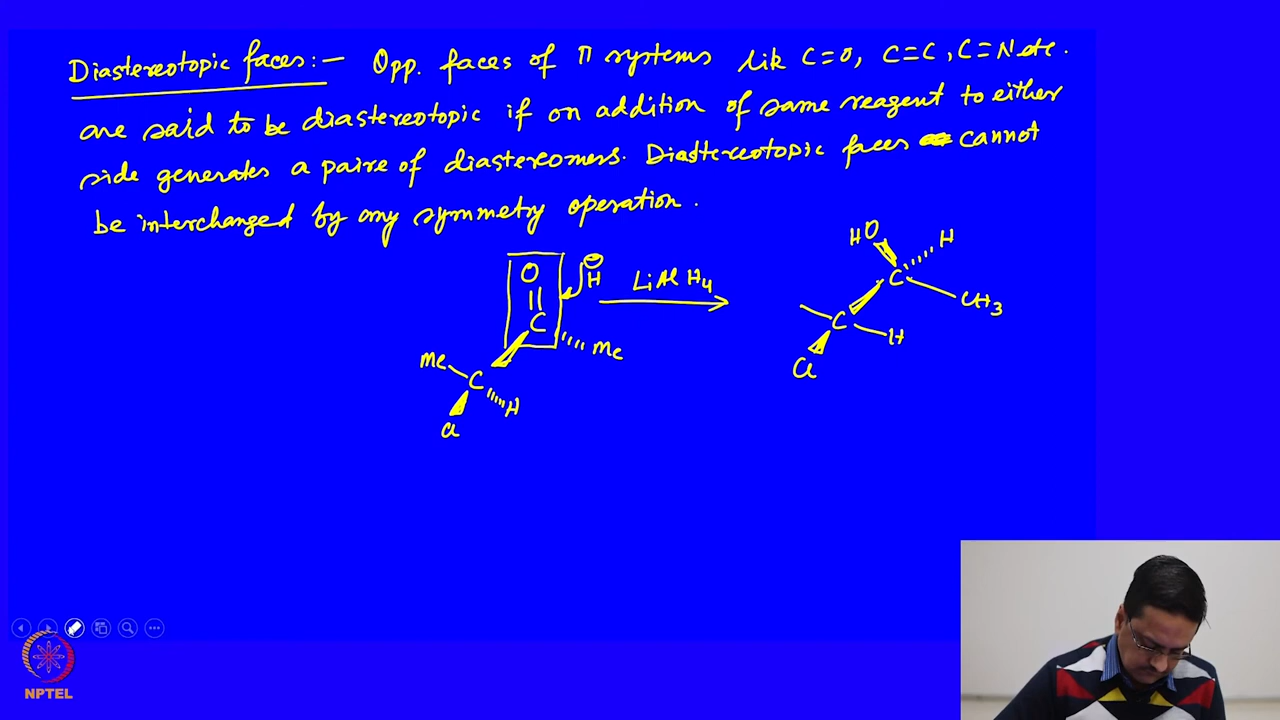 Diastereotopic faces:- Opp. faces of π systems lik C=O, C=C, C=N etc.
are said to be diastereotopic if on addition of same reagent to either
side generates a paire of diastereomers. Diastereotopic faces cannot
be interchanged by any symmetry operation.
O
H
⊖
LiAlH4
C
Me
Me
C
H
Cl
HO
H
C
CH3
C
H
Cl
NPTEL